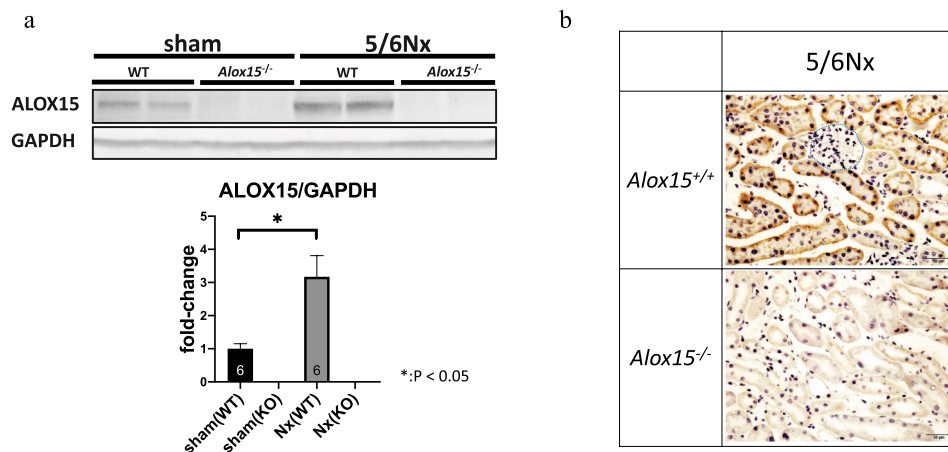 a
sham 5/6Nx
WT Alox15-/- WT Alox15-/-
ALOX15
GAPDH
ALOX15/GAPDH
fold-change
5
4
3
2
1
0
*
6
6
sham(WT)
sham(KO)
Nx(WT)
Nx(KO)
*:P < 0.05
b
5/6Nx
Alox15+/+
Alox15-/-